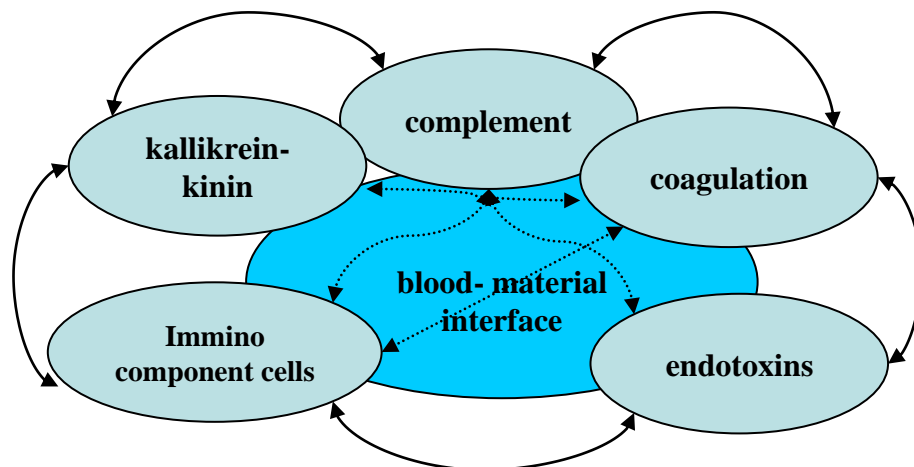 complement
kallikrein-
kinin
coagulation
blood- material
interface
Immino
component cells
endotoxins